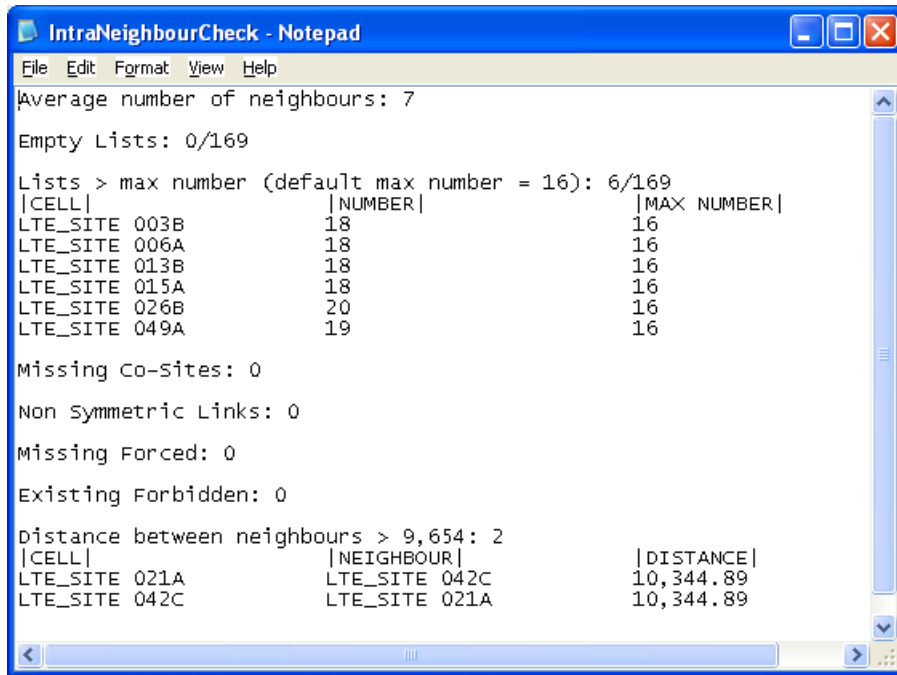 IntraNeighbourCheck - Notepad
File Edit Format View Help
Average number of neighbours: 7
Empty Lists: 0/169
Lists > max number (default max number = 16): 6/169
|CELL| |NUMBER| |MAX NUMBER|
LTE_SITE 003B 18 16
LTE_SITE 006A 18 16
LTE_SITE 013B 18 16
LTE_SITE 015A 18 16
LTE_SITE 026B 20 16
LTE_SITE 049A 19 16
Missing Co-Sites: 0
Non Symmetric Links: 0
Missing Forced: 0
Existing Forbidden: 0
Distance between neighbours > 9,654: 2
|CELL| |NEIGHBOUR| |DISTANCE|
LTE_SITE 021A LTE_SITE 042C 10,344.89
LTE_SITE 042C LTE_SITE 021A 10,344.89